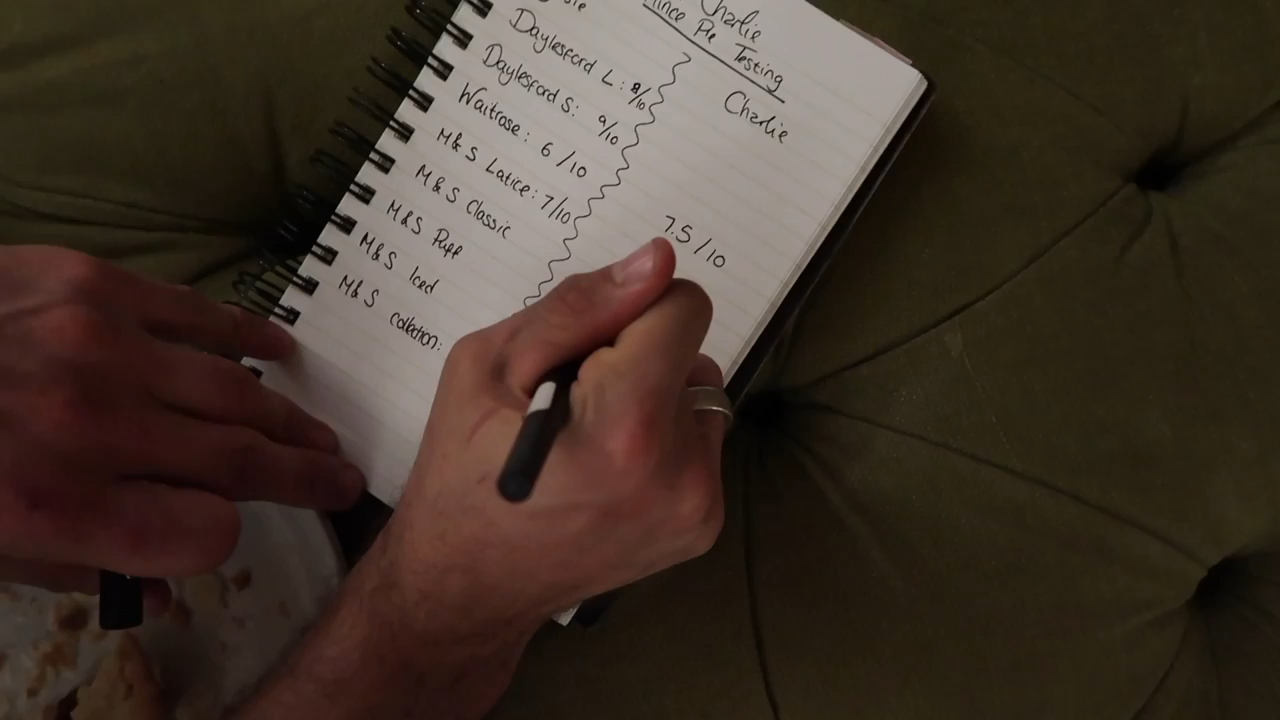 Charlie
Mince Pie Testing
Charlie
Daylesford L: 8/10
Daylesford S: 9/10
Waitrose: 6/10
M&S Latice: 7/10
M&S Classic
7.5/10
M&S Puff
M&S Iced
M&S collection: